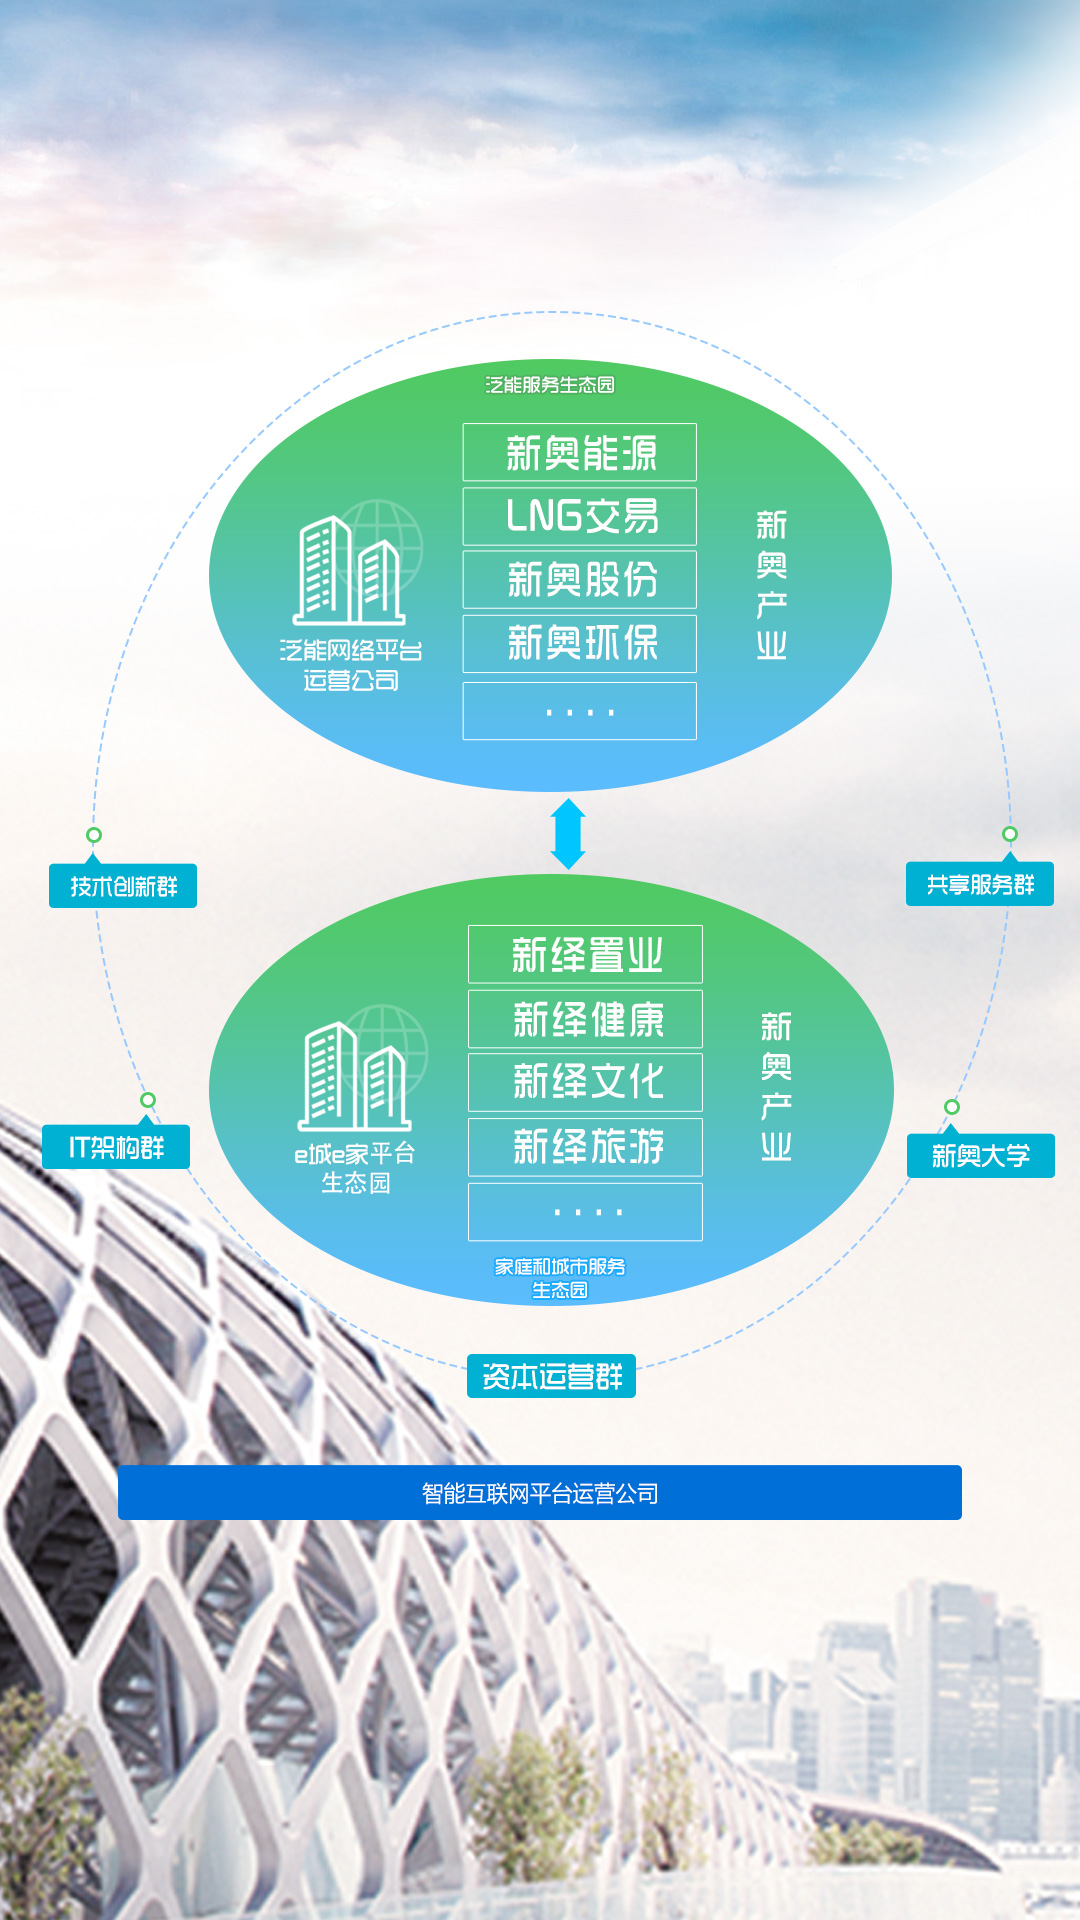 泛能服务生态园
新奥能源
LNG交易
新奥股份
新奥环保
····
泛能网络平台
运营公司
新奥产业
技术创新群
共享服务群
新绎置业
新绎健康
新绎文化
新绎旅游
····
e城e家平台
生态园
新奥产业
家庭和城市服务
生态园
IT架构群
新奥大学
资本运营群
智能互联网平台运营公司